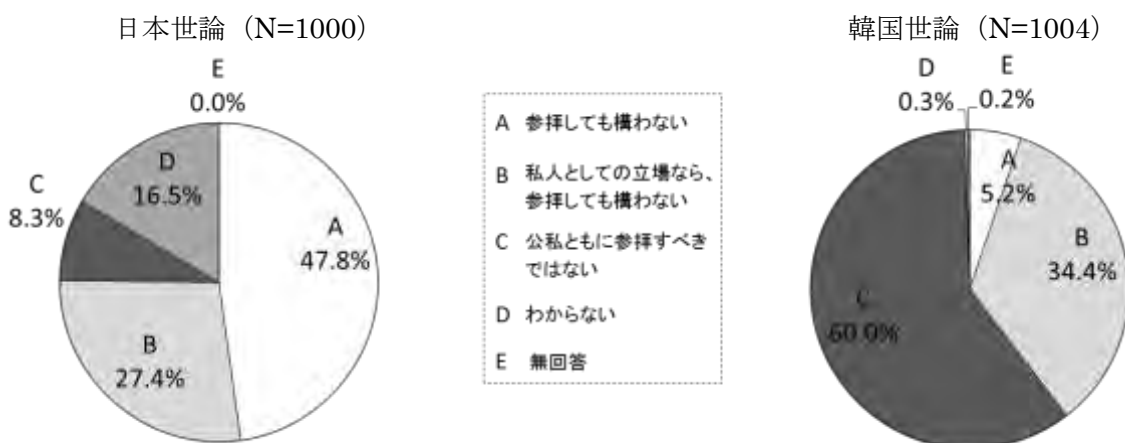 日本世論（N=1000）
韓国世論（N=1004）
E
0.0%
D
16.5%
C
8.3%
A
47.8%
B
27.4%
A 参拝しても構わない
B 私人としての立場なら、
参拝しても構わない
C 公私ともに参拝すべき
ではない
D わからない
E 無回答
D
0.3%
E
0.2%
A
5.2%
B
34.4%
C
60.0%